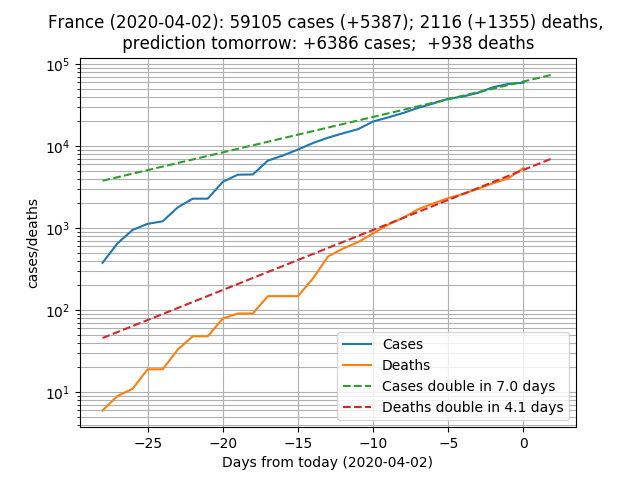 France (2020-04-02): 59105 cases (+5387); 2116 (+1355) deaths,
prediction tomorrow: +6386 cases;  +938 deaths
10^5
10^4
10^3
10^2
10^1
cases/deaths
Cases
Deaths
Cases double in 7.0 days
Deaths double in 4.1 days
−25 −20 −15 −10 −5 0
Days from today (2020-04-02)